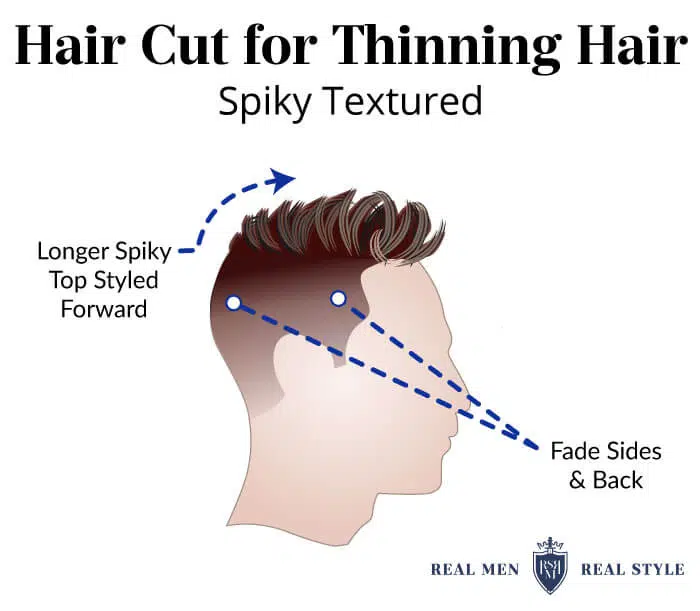 Hair Cut for Thinning Hair
Spiky Textured
Longer Spiky
Top Styled
Forward
Fade Sides
& Back
REAL MEN REAL STYLE